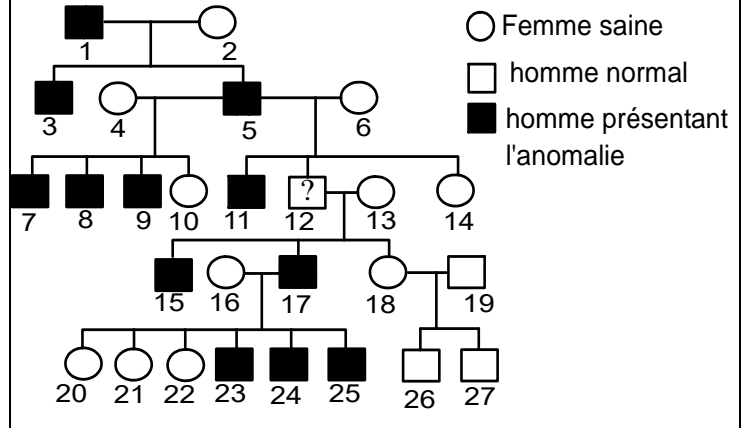 Femme saine
homme normal
homme présentant
l'anomalie
1 2
3 4 5 6
?
7 8 9 10 11 12 13 14
15 16 17 18 19
20 21 22 23 24 25 26 27